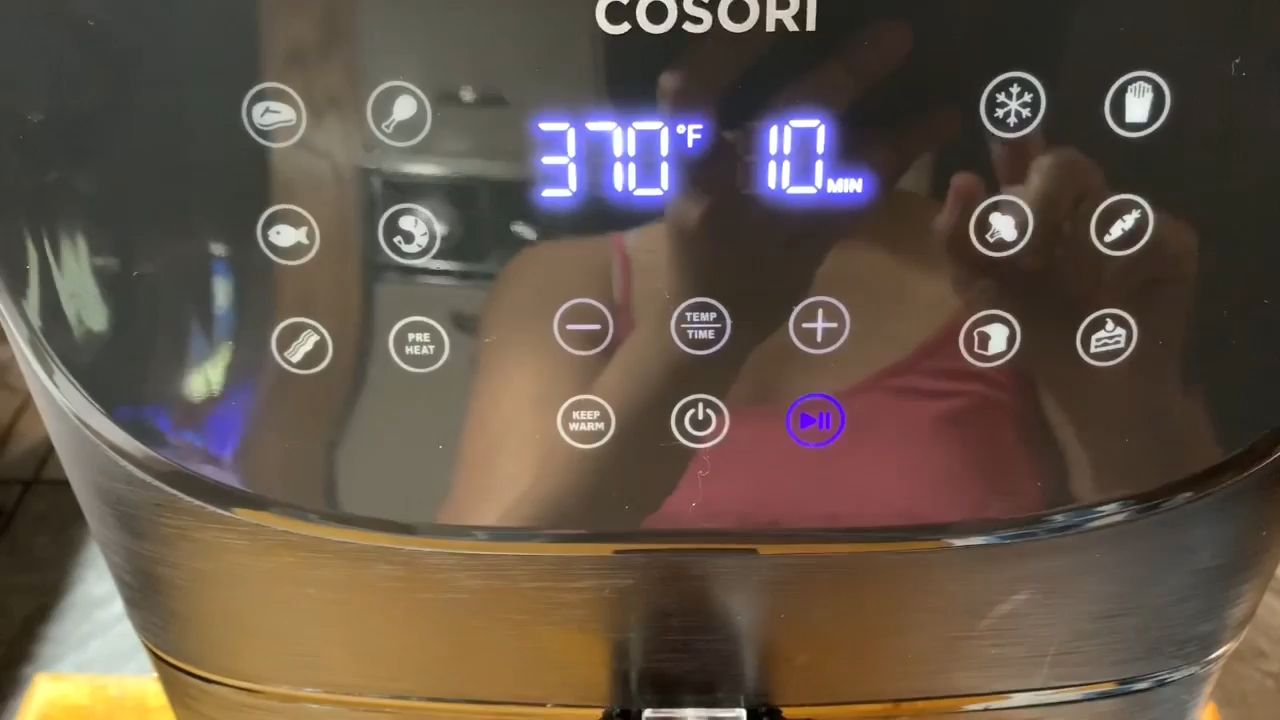 COSORI
370°F 10 MIN
TEMP
TIME
PRE
HEAT
KEEP
WARM